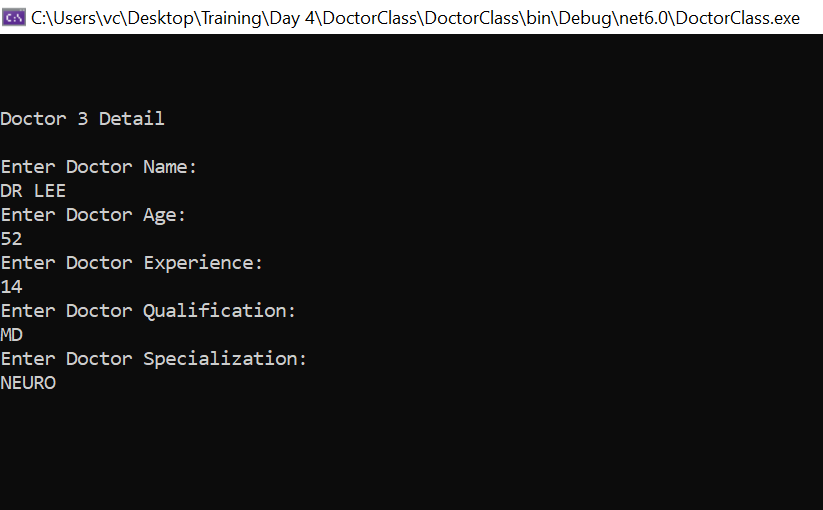 C:\Users\vc\Desktop\Training\Day 4\DoctorClass\DoctorClass\bin\Debug\net6.0\DoctorClass.exe
Doctor 3 Detail
Enter Doctor Name:
DR LEE
Enter Doctor Age:
52
Enter Doctor Experience:
14
Enter Doctor Qualification:
MD
Enter Doctor Specialization:
NEURO